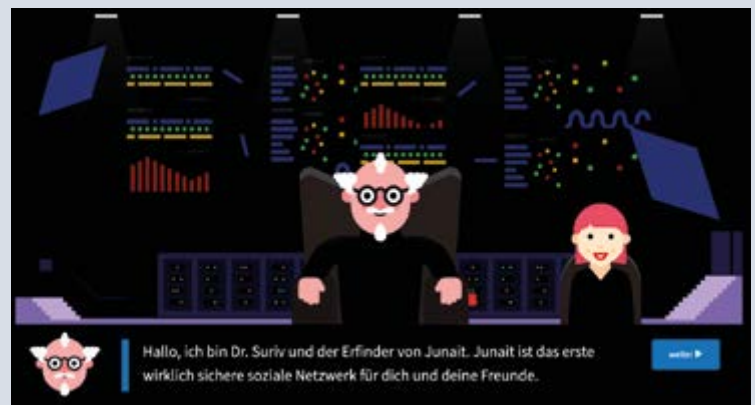 Hallo, ich bin Dr. Suriv und der Erfinder von Junait. Junait ist das erste
wirklich sichere soziale Netzwerk für dich und deine Freunde.
weiter